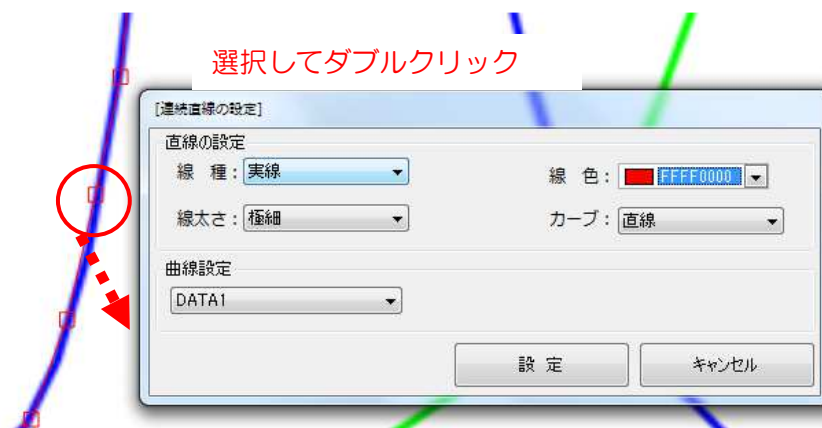 選択してダブルクリック
[連続直線の設定]
直線の設定
線 種： 実線
線 色： FFFF0000
線太さ： 極細
カーブ： 直線
曲線設定
DATA1
設 定
キャンセル